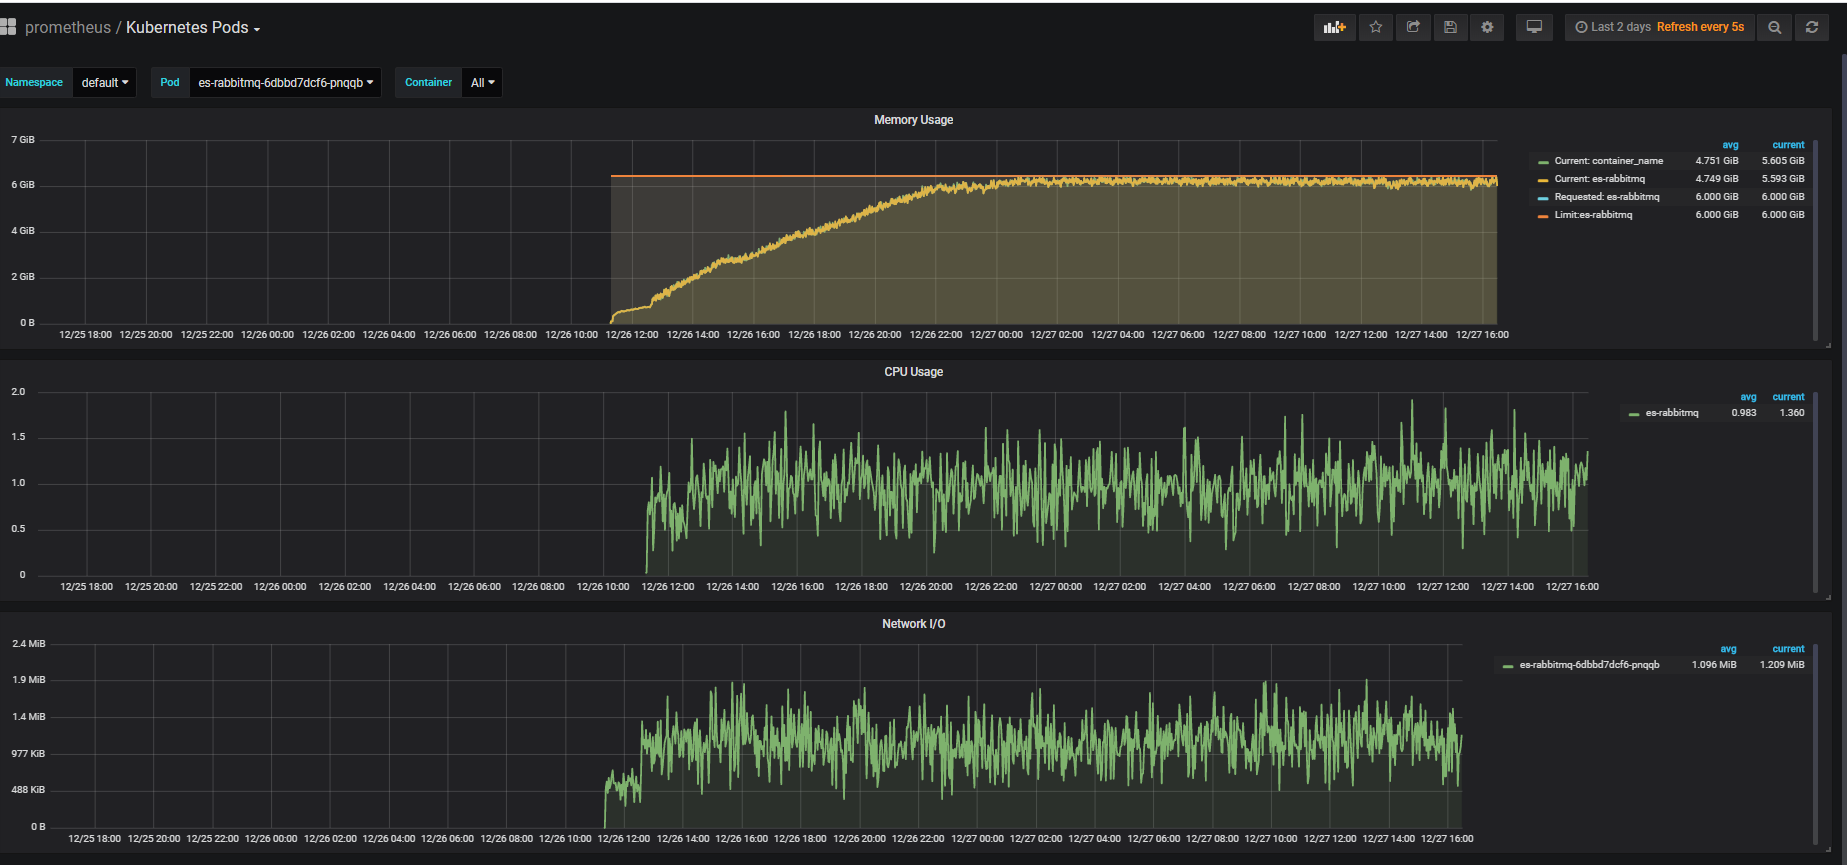 prometheus / Kubernetes Pods
Last 2 days Refresh every 5s
Namespace default Pod es-rabbitmq-6dbbd7dcf6-pnqqb Container All
Memory Usage
7 GiB
6 GiB
4 GiB
2 GiB
0 B
12/25 18:00 12/25 20:00 12/25 22:00 12/26 00:00 12/26 02:00 12/26 04:00 12/26 06:00 12/26 08:00 12/26 10:00 12/26 12:00 12/26 14:00 12/26 16:00 12/26 18:00 12/26 20:00 12/26 22:00 12/27 00:00 12/27 02:00 12/27 04:00 12/27 06:00 12/27 08:00 12/27 10:00 12/27 12:00 12/27 14:00 12/27 16:00
avg current
Current: container_name 4.751 GiB 5.605 GiB
Current: es-rabbitmq 4.749 GiB 5.593 GiB
Requested: es-rabbitmq 6.000 GiB 6.000 GiB
Limit:es-rabbitmq 6.000 GiB 6.000 GiB
CPU Usage
2.0
1.5
1.0
0.5
0
12/25 18:00 12/25 20:00 12/25 22:00 12/26 00:00 12/26 02:00 12/26 04:00 12/26 06:00 12/26 08:00 12/26 10:00 12/26 12:00 12/26 14:00 12/26 16:00 12/26 18:00 12/26 20:00 12/26 22:00 12/27 00:00 12/27 02:00 12/27 04:00 12/27 06:00 12/27 08:00 12/27 10:00 12/27 12:00 12/27 14:00 12/27 16:00
avg current
es-rabbitmq 0.983 1.360
Network I/O
2.4 MiB
1.9 MiB
1.4 MiB
977 KiB
488 KiB
0 B
12/25 18:00 12/25 20:00 12/25 22:00 12/26 00:00 12/26 02:00 12/26 04:00 12/26 06:00 12/26 08:00 12/26 10:00 12/26 12:00 12/26 14:00 12/26 16:00 12/26 18:00 12/26 20:00 12/26 22:00 12/27 00:00 12/27 02:00 12/27 04:00 12/27 06:00 12/27 08:00 12/27 10:00 12/27 12:00 12/27 14:00 12/27 16:00
avg current
es-rabbitmq-6dbbd7dcf6-pnqqb 1.096 MiB 1.209 MiB